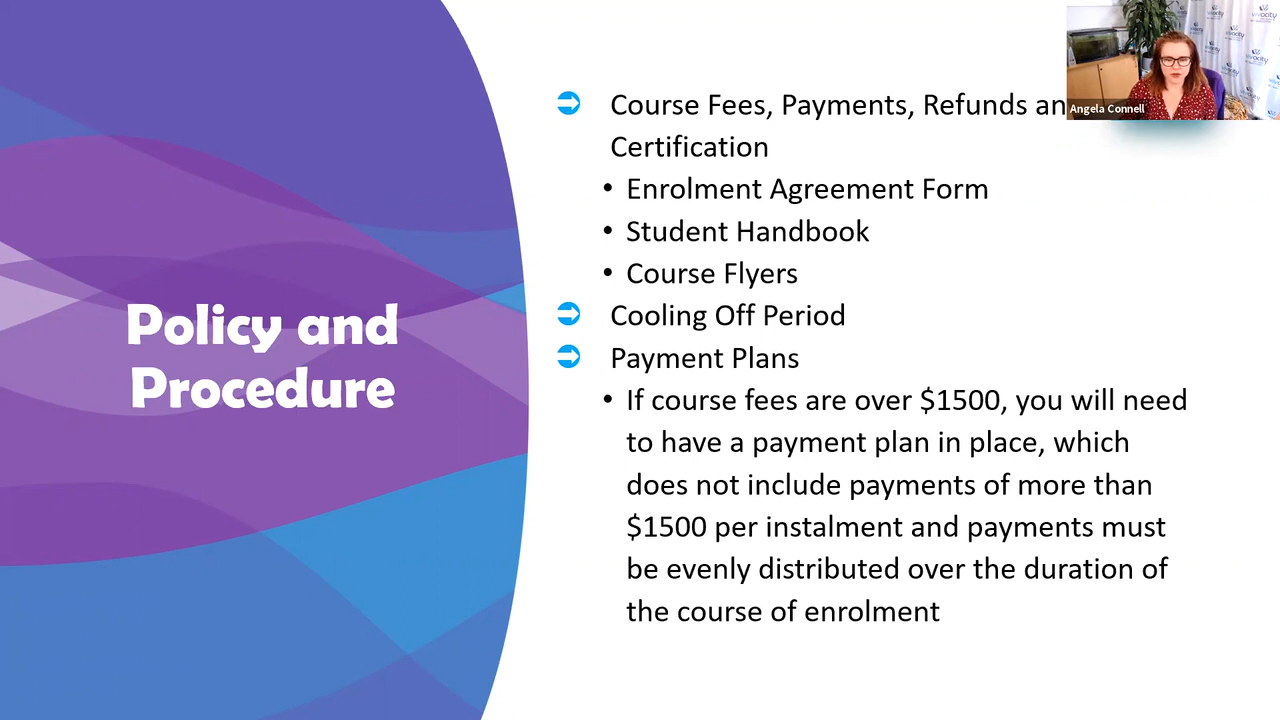 Policy and
Procedure
Course Fees, Payments, Refunds an
Certification
• Enrolment Agreement Form
• Student Handbook
• Course Flyers
Cooling Off Period
Payment Plans
• If course fees are over $1500, you will need
to have a payment plan in place, which
does not include payments of more than
$1500 per instalment and payments must
be evenly distributed over the duration of
the course of enrolment
vivacity
Angela Connell